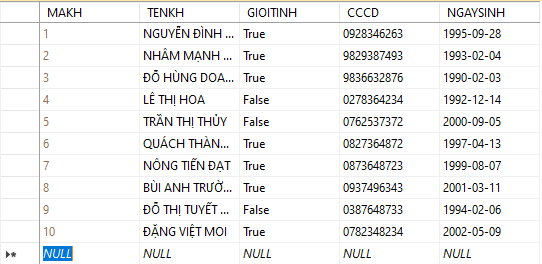 MAKH TENKH GIOITINH CCCD NGAYSINH
1 NGUYỄN ĐÌNH ... True 0928346263 1995-09-28
2 NHÂM MẠNH ... True 9829387493 1993-02-04
3 ĐỖ HÙNG DOA... True 9836632876 1990-02-03
4 LÊ THỊ HOA False 0278364234 1992-12-14
5 TRẦN THỊ THỦY False 0762537372 2000-09-05
6 QUÁCH THÀN... True 0827364872 1997-04-13
7 NÔNG TIẾN ĐẠT True 0873648723 1999-08-07
8 BÙI ANH TRƯỜ... True 0937496343 2001-03-11
9 ĐỖ THỊ TUYẾT ... False 0387648733 1994-02-06
10 ĐẶNG VIỆT MOI True 0782348234 2002-05-09
NULL NULL NULL NULL NULL